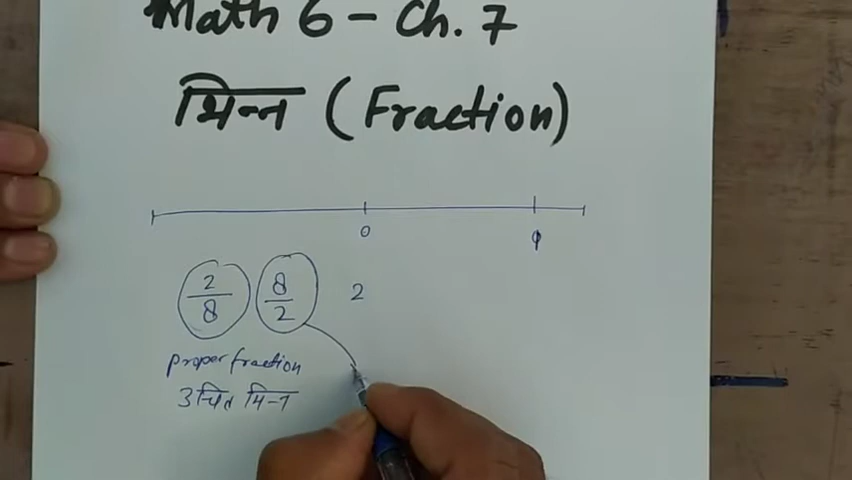 Math 6 - Ch. 7
भिन्न (Fraction)
0 1
2/8 8/2 2
proper fraction
उचित भिन्न